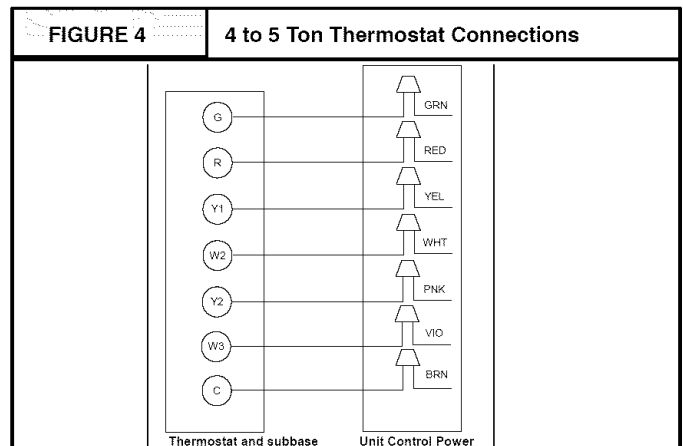 FIGURE 4
4 to 5 Ton Thermostat Connections
G
GRN
R
RED
Y1
YEL
W2
WHT
Y2
PNK
W3
VIO
C
BRN
Thermostat and subbase
Unit Control Power